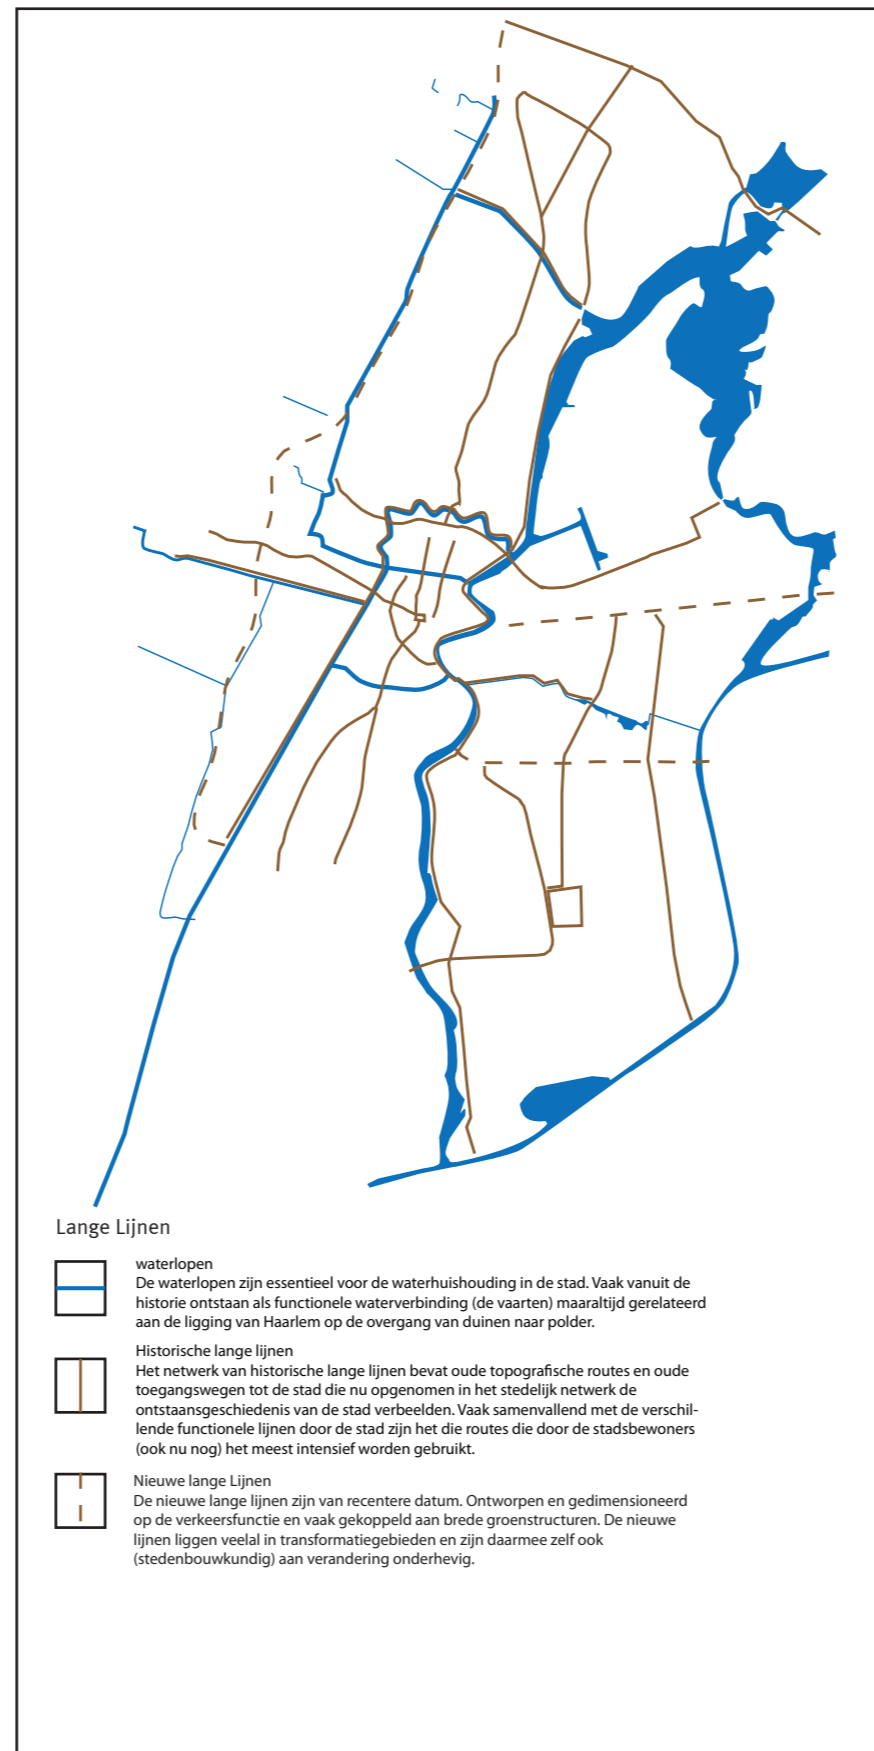 Lange Lijnen
waterlopen
De waterlopen zijn essentieel voor de waterhuishouding in de stad. Vaak vanuit de
historie ontstaan als functionele waterverbinding (de vaarten) maaraltijd gerelateerd
aan de ligging van Haarlem op de overgang van duinen naar polder.
Historische lange lijnen
Het netwerk van historische lange lijnen bevat oude topografische routes en oude
toegangswegen tot de stad die nu opgenomen in het stedelijk netwerk de
ontstaansgeschiedenis van de stad verbeelden. Vaak samenvallend met de verschil-
lende functionele lijnen door de stad zijn het die routes die door de stadsbewoners
(ook nu nog) het meest intensief worden gebruikt.
Nieuwe lange Lijnen
De nieuwe lange lijnen zijn van recentere datum. Ontworpen en gedimensioneerd
op de verkeersfunctie en vaak gekoppeld aan brede groenstructuren. De nieuwe
lijnen liggen veelal in transformatiegebieden en zijn daarmee zelf ook
(stedenbouwkundig) aan verandering onderhevig.